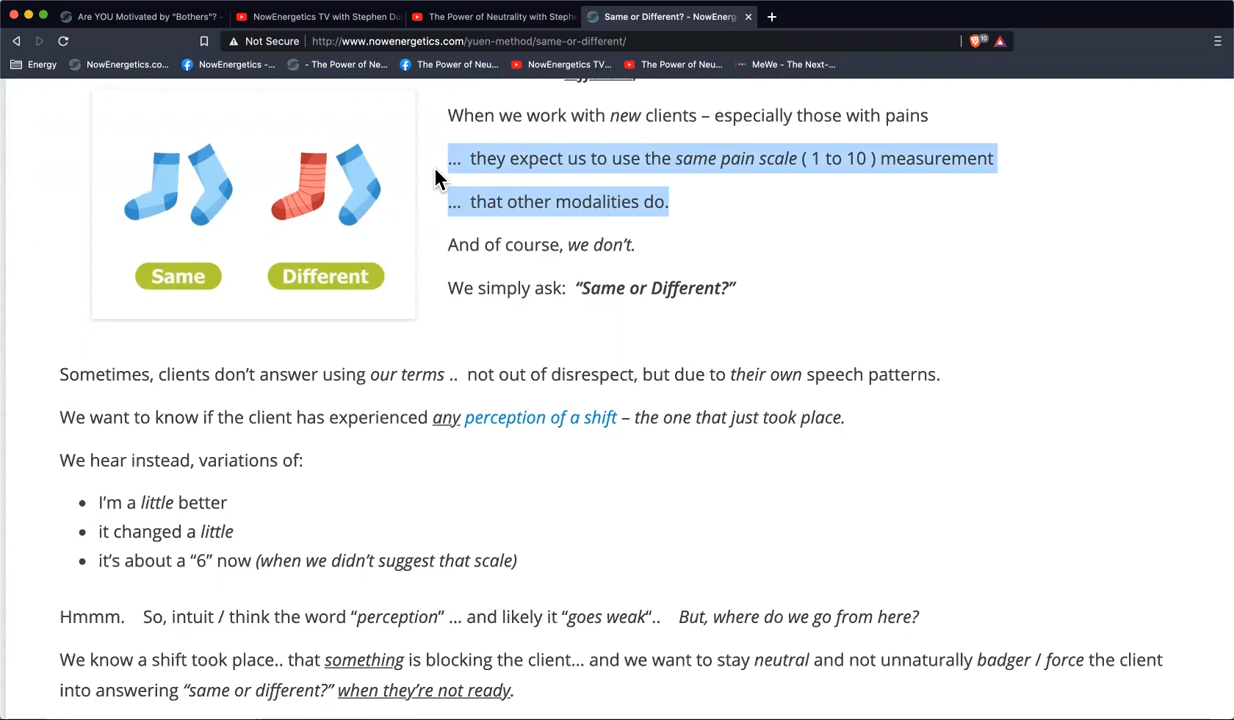 Are YOU Motivated by "Bothers"? -
NowEnergetics TV with Stephen Du
The Power of Neutrality with Steph
Same or Different? - NowEnerg
Not Secure | http://www.nowenergetics.com/yuen-method/same-or-different/
10
Energy
NowEnergetics.co...
NowEnergetics -...
- The Power of Ne...
The Power of Neu...
NowEnergetics TV...
The Power of Neu...
MeWe - The Next-...
Same
Different
When we work with new clients – especially those with pains
... they expect us to use the same pain scale ( 1 to 10 ) measurement
... that other modalities do.
And of course, we don't.
We simply ask: “Same or Different?”
Sometimes, clients don’t answer using our terms .. not out of disrespect, but due to their own speech patterns.
We want to know if the client has experienced any perception of a shift – the one that just took place.
We hear instead, variations of:
• I’m a little better
• it changed a little
• it’s about a “6” now (when we didn’t suggest that scale)
Hmmm. So, intuit / think the word “perception” ... and likely it “goes weak“.. But, where do we go from here?
We know a shift took place.. that something is blocking the client... and we want to stay neutral and not unnaturally badger / force the client
into answering “same or different?” when they’re not ready.